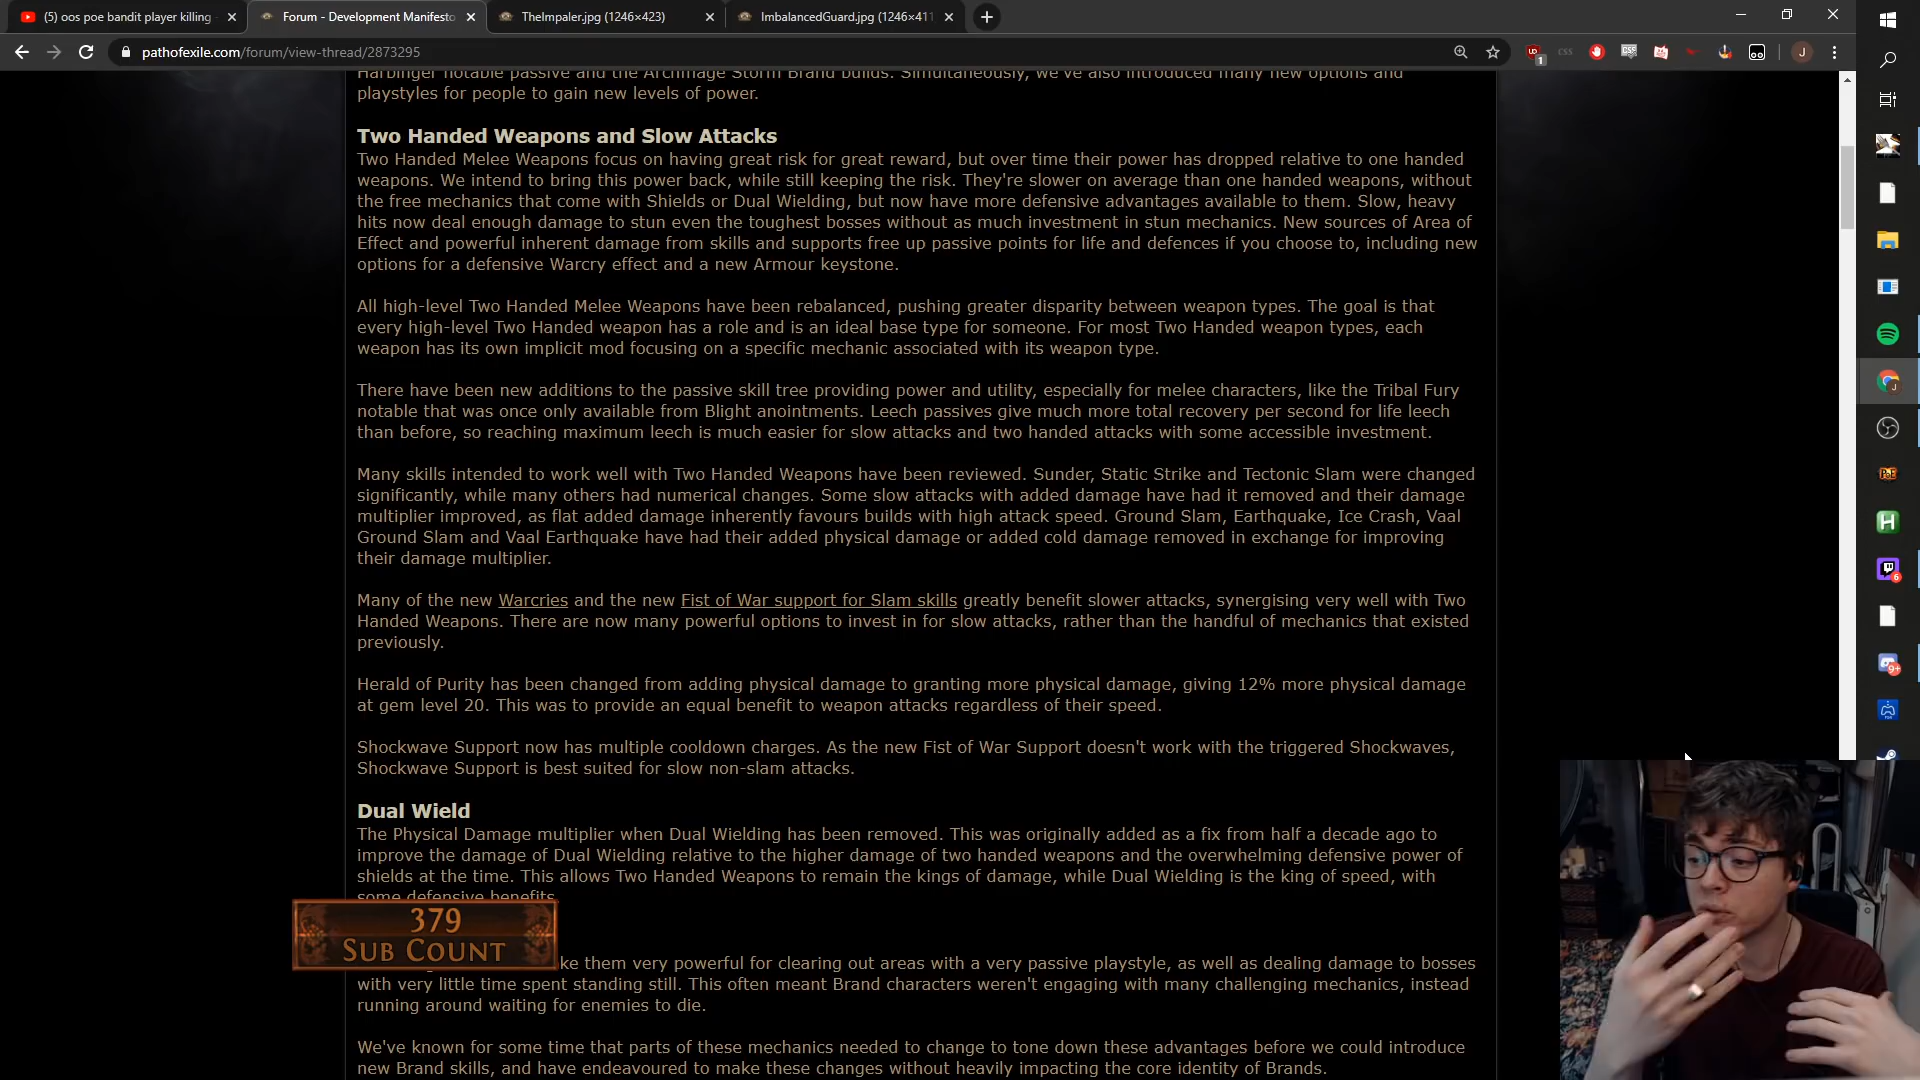 (5) oos poe bandit player killing
Forum - Development Manifesto
TheImpaler.jpg (1246×423)
ImbalancedGuard.jpg (1246×411
pathofexile.com/forum/view-thread/2873295
Harbinger notable passive and the Archmage Storm Brand builds. Simultaneously, we've also introduced many new options and
playstyles for people to gain new levels of power.
Two Handed Weapons and Slow Attacks
Two Handed Melee Weapons focus on having great risk for great reward, but over time their power has dropped relative to one handed
weapons. We intend to bring this power back, while still keeping the risk. They're slower on average than one handed weapons, without
the free mechanics that come with Shields or Dual Wielding, but now have more defensive advantages available to them. Slow, heavy
hits now deal enough damage to stun even the toughest bosses without as much investment in stun mechanics. New sources of Area of
Effect and powerful inherent damage from skills and supports free up passive points for life and defences if you choose to, including new
options for a defensive Warcry effect and a new Armour keystone.
All high-level Two Handed Melee Weapons have been rebalanced, pushing greater disparity between weapon types. The goal is that
every high-level Two Handed weapon has a role and is an ideal base type for someone. For most Two Handed weapon types, each
weapon has its own implicit mod focusing on a specific mechanic associated with its weapon type.
There have been new additions to the passive skill tree providing power and utility, especially for melee characters, like the Tribal Fury
notable that was once only available from Blight anointments. Leech passives give much more total recovery per second for life leech
than before, so reaching maximum leech is much easier for slow attacks and two handed attacks with some accessible investment.
Many skills intended to work well with Two Handed Weapons have been reviewed. Sunder, Static Strike and Tectonic Slam were changed
significantly, while many others had numerical changes. Some slow attacks with added damage have had it removed and their damage
multiplier improved, as flat added damage inherently favours builds with high attack speed. Ground Slam, Earthquake, Ice Crash, Vaal
Ground Slam and Vaal Earthquake have had their added physical damage or added cold damage removed in exchange for improving
their damage multiplier.
Many of the new Warcries and the new Fist of War support for Slam skills greatly benefit slower attacks, synergising very well with Two
Handed Weapons. There are now many powerful options to invest in for slow attacks, rather than the handful of mechanics that existed
previously.
Herald of Purity has been changed from adding physical damage to granting more physical damage, giving 12% more physical damage
at gem level 20. This was to provide an equal benefit to weapon attacks regardless of their speed.
Shockwave Support now has multiple cooldown charges. As the new Fist of War Support doesn't work with the triggered Shockwaves,
Shockwave Support is best suited for slow non-slam attacks.
Dual Wield
The Physical Damage multiplier when Dual Wielding has been removed. This was originally added as a fix from half a decade ago to
improve the damage of Dual Wielding relative to the higher damage of two handed weapons and the overwhelming defensive power of
shields at the time. This allows Two Handed Weapons to remain the kings of damage, while Dual Wielding is the king of speed, with
some defensive benefits.
379
SUB COUNT
ke them very powerful for clearing out areas with a very passive playstyle, as well as dealing damage to bosses
with very little time spent standing still. This often meant Brand characters weren't engaging with many challenging mechanics, instead
running around waiting for enemies to die.
We've known for some time that parts of these mechanics needed to change to tone down these advantages before we could introduce
new Brand skills, and have endeavoured to make these changes without heavily impacting the core identity of Brands.